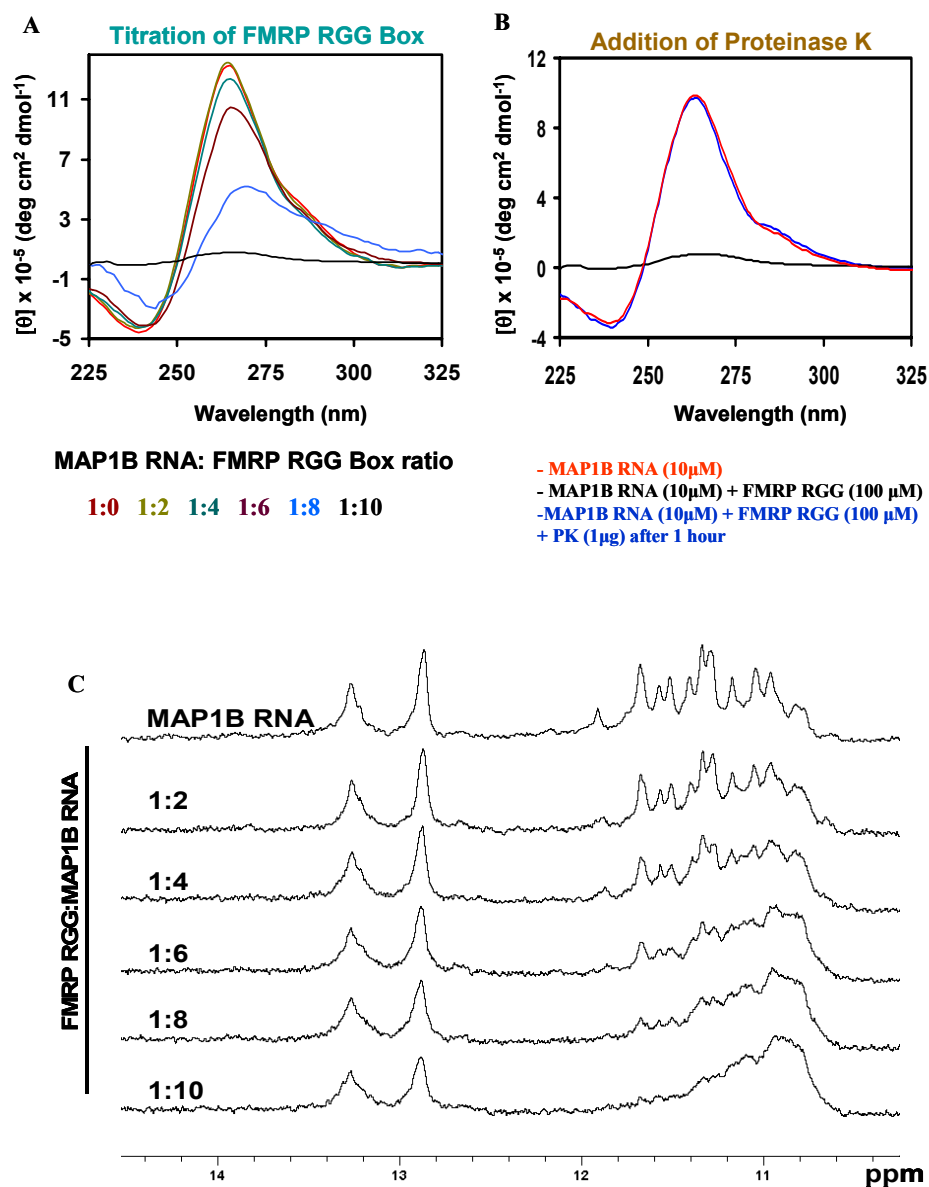 A
Titration of FMRP RGG Box
[θ] x 10-5 (deg cm2 dmol-1)
11
7
3
-1
-5
225 250 275 300 325
Wavelength (nm)
MAP1B RNA: FMRP RGG Box ratio
1:0 1:2 1:4 1:6 1:8 1:10
B
Addition of Proteinase K
[θ] x 10-5 (deg cm2 dmol-1)
12
8
4
0
-4
225 250 275 300 325
Wavelength (nm)
- MAP1B RNA (10µM)
- MAP1B RNA (10µM) + FMRP RGG (100 µM)
-MAP1B RNA (10µM) + FMRP RGG (100 µM)
+ PK (1µg) after 1 hour
C
MAP1B RNA
FMRP RGG:MAP1B RNA
1:2
1:4
1:6
1:8
1:10
14 13 12 11 ppm